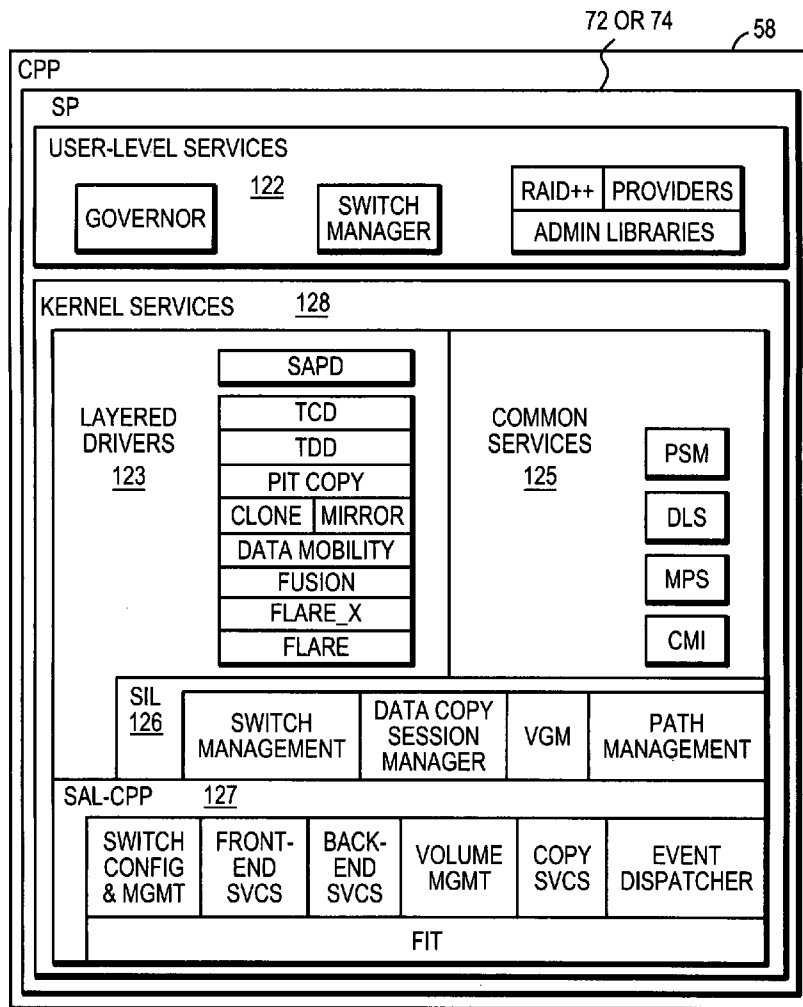 72 OR 74
58
CPP
SP
USER-LEVEL SERVICES
122
GOVERNOR
SWITCH
MANAGER
RAID++ PROVIDERS
ADMIN LIBRARIES
KERNEL SERVICES 128
LAYERED
DRIVERS
123
SAPD
TCD
TDD
PIT COPY
CLONE MIRROR
DATA MOBILITY
FUSION
FLARE_X
FLARE
COMMON
SERVICES
125
PSM
DLS
MPS
CMI
SIL
126
SWITCH
MANAGEMENT
DATA COPY
SESSION
MANAGER
VGM
PATH
MANAGEMENT
SAL-CPP 127
SWITCH
CONFIG
& MGMT
FRONT-
END
SVCS
BACK-
END
SVCS
VOLUME
MGMT
COPY
SVCS
EVENT
DISPATCHER
FIT